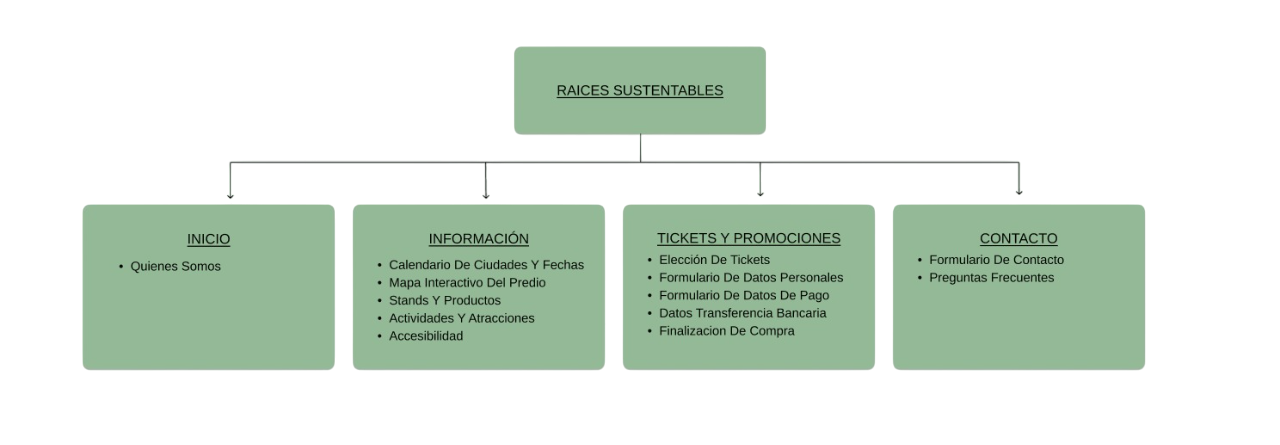 RAICES SUSTENTABLES
INICIO
• Quienes Somos
INFORMACIÓN
• Calendario De Ciudades Y Fechas
• Mapa Interactivo Del Predio
• Stands Y Productos
• Actividades Y Atracciones
• Accesibilidad
TICKETS Y PROMOCIONES
• Elección De Tickets
• Formulario De Datos Personales
• Formulario De Datos De Pago
• Datos Transferencia Bancaria
• Finalizacion De Compra
CONTACTO
• Formulario De Contacto
• Preguntas Frecuentes